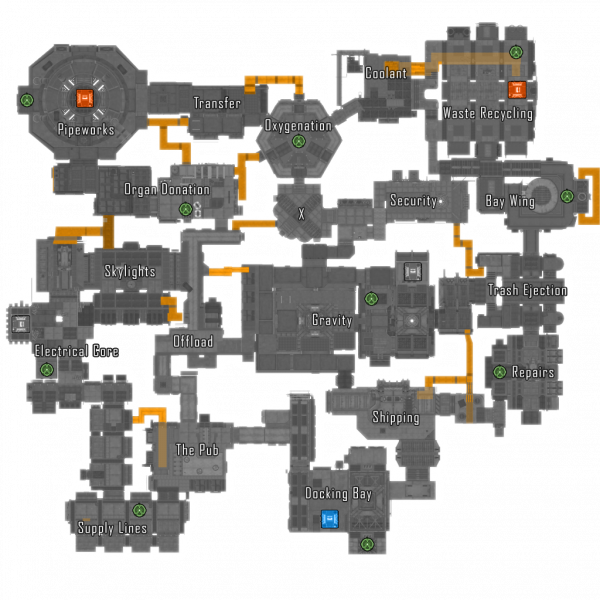 Coolant
Transfer
Waste Recycling
Oxygenation
Pipeworks
Organ Donation
Security
Bay Wing
X
Skylights
Trash Ejection
Gravity
Offload
Electrical Core
Repairs
Shipping
The Pub
Docking Bay
Supply Lines